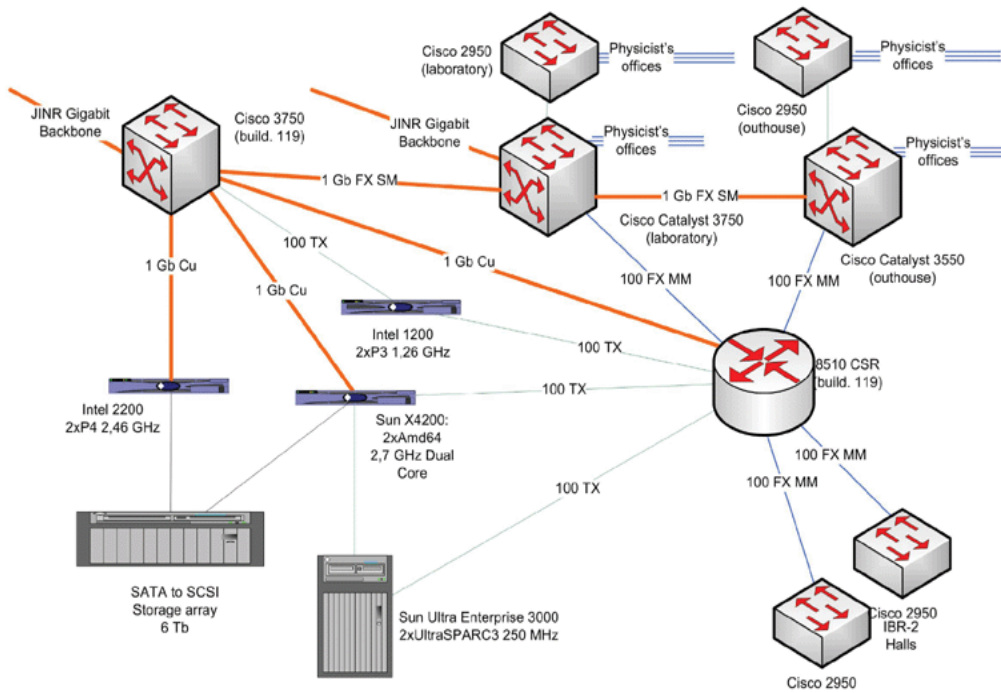 Cisco 2950
(laboratory)
Physicist's
offices
Physicist's
offices
Cisco 2950
(outhouse)
JINR Gigabit
Backbone
Cisco 3750
(build. 119)
JINR Gigabit
Backbone
Physicist's
offices
Physicist's
offices
1 Gb FX SM
1 Gb FX SM
Cisco Catalyst 3750
(laboratory)
Cisco Catalyst 3550
(outhouse)
100 TX
1 Gb Cu
1 Gb Cu
1 Gb Cu
100 FX MM
100 FX MM
Intel 1200
2xP3 1,26 GHz
100 TX
8510 CSR
(build. 119)
100 TX
Intel 2200
2xP4 2,46 GHz
Sun X4200:
2xAmd64
2,7 GHz Dual
Core
100 TX
100 FX MM
100 FX MM
SATA to SCSI
Storage array
6 Tb
Sun Ultra Enterprise 3000
2xUltraSPARC3 250 MHz
Cisco 2950
IBR-2
Halls
Cisco 2950